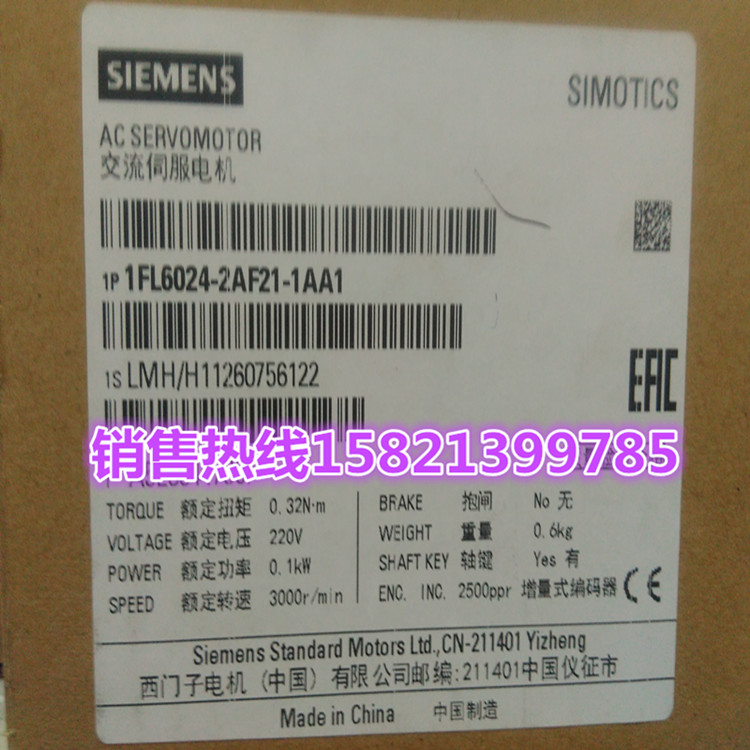 SIEMENS
SIMOTICS
AC SERVOMOTOR
交流伺服电机
1P 1FL6024-2AF21-1AA1
1S LMH/H11260756122
EAC
销售热线15821399785
TORQUE 额定扭矩 0.32N·m
VOLTAGE 额定电压 220V
POWER 额定功率 0.1kW
SPEED 额定转速 3000r/min
BRAKE 抱闸 No 无
WEIGHT 重量 0.6kg
SHAFT KEY 轴键 Yes 有
ENC. INC. 2500ppr 增量式编码器
CE
Siemens Standard Motors Ltd.,CN-211401 Yizheng
西门子电机（中国）有限公司邮编:211401中国仪征市
Made in China 中国制造